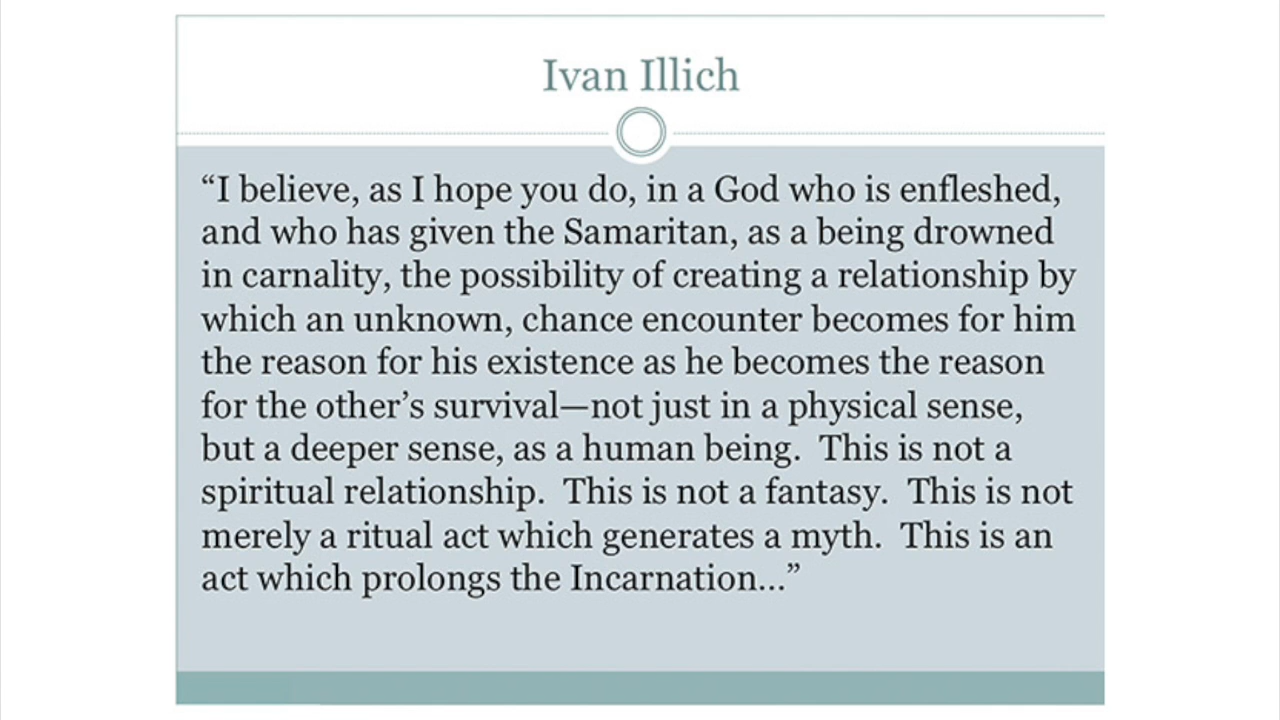 Ivan Illich
“I believe, as I hope you do, in a God who is enfleshed,
and who has given the Samaritan, as a being drowned
in carnality, the possibility of creating a relationship by
which an unknown, chance encounter becomes for him
the reason for his existence as he becomes the reason
for the other’s survival—not just in a physical sense,
but a deeper sense, as a human being.  This is not a
spiritual relationship.  This is not a fantasy.  This is not
merely a ritual act which generates a myth.  This is an
act which prolongs the Incarnation…”